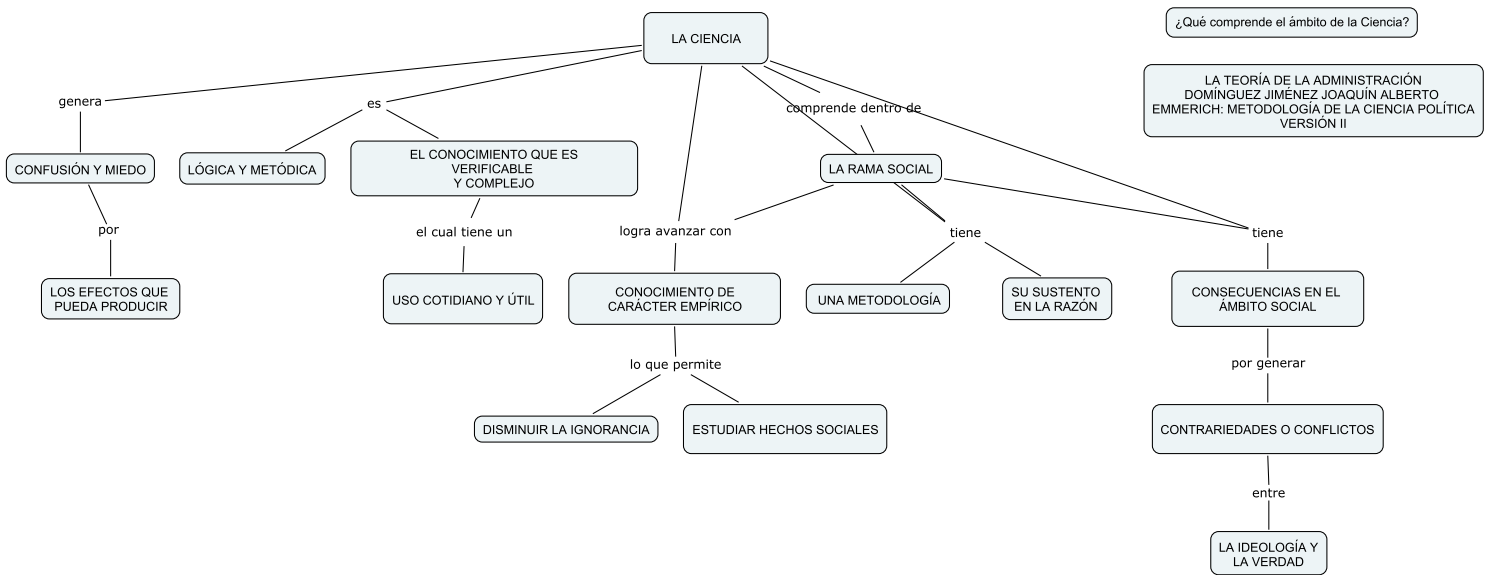 ¿Qué comprende el ámbito de la Ciencia?
LA CIENCIA
LA TEORÍA DE LA ADMINISTRACIÓN
DOMÍNGUEZ JIMÉNEZ JOAQUÍN ALBERTO
EMMERICH: METODOLOGÍA DE LA CIENCIA POLÍTICA
VERSIÓN II
genera
es
comprende dentro de
CONFUSIÓN Y MIEDO
LÓGICA Y METÓDICA
EL CONOCIMIENTO QUE ES
VERIFICABLE
Y COMPLEJO
LA RAMA SOCIAL
por
el cual tiene un
logra avanzar con
tiene
tiene
LOS EFECTOS QUE
PUEDA PRODUCIR
USO COTIDIANO Y ÚTIL
CONOCIMIENTO DE
CARÁCTER EMPÍRICO
UNA METODOLOGÍA
SU SUSTENTO
EN LA RAZÓN
CONSECUENCIAS EN EL
ÁMBITO SOCIAL
lo que permite
por generar
DISMINUIR LA IGNORANCIA
ESTUDIAR HECHOS SOCIALES
CONTRARIEDADES O CONFLICTOS
entre
LA IDEOLOGÍA Y
LA VERDAD